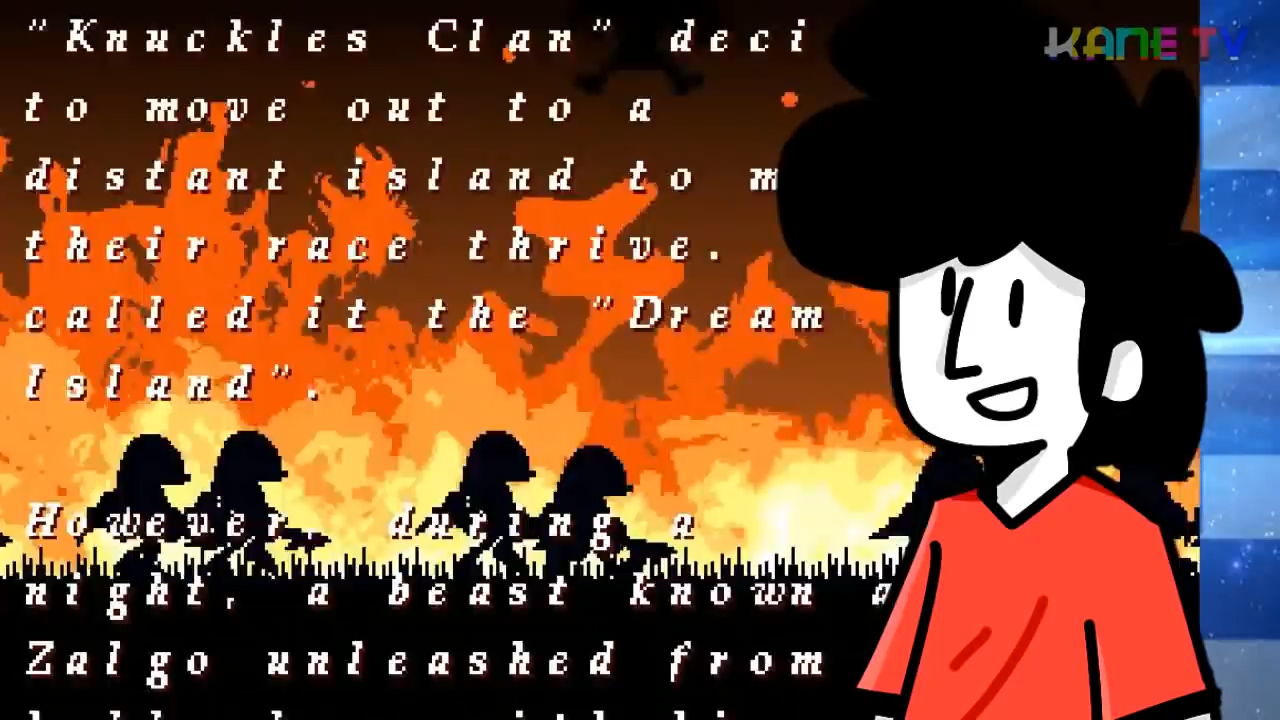 "Knuckles Clan" deci
to move out to a
distant island to m
their race thrive.
called it the "Dream
Island".
However, during a
night, a beast known a
Zalgo unleashed from
KANE TV